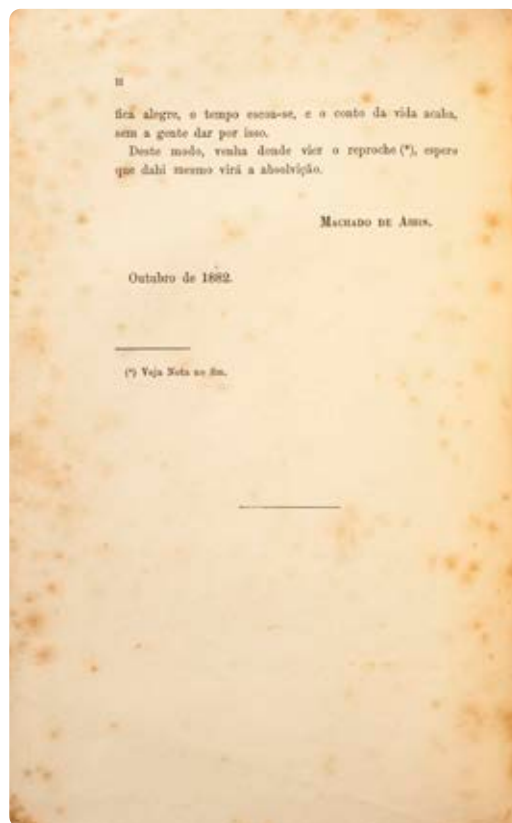 II
fica alegre, o tempo escoa-se, e o conto da vida acaba,
sem a gente dar por isso.
Deste modo, venha donde vier o reproche (*), espero
que dahi mesmo virá a absolvição.
MACHADO DE ASSIS.
Outubro de 1882.
(*) Veja Nota no fim.